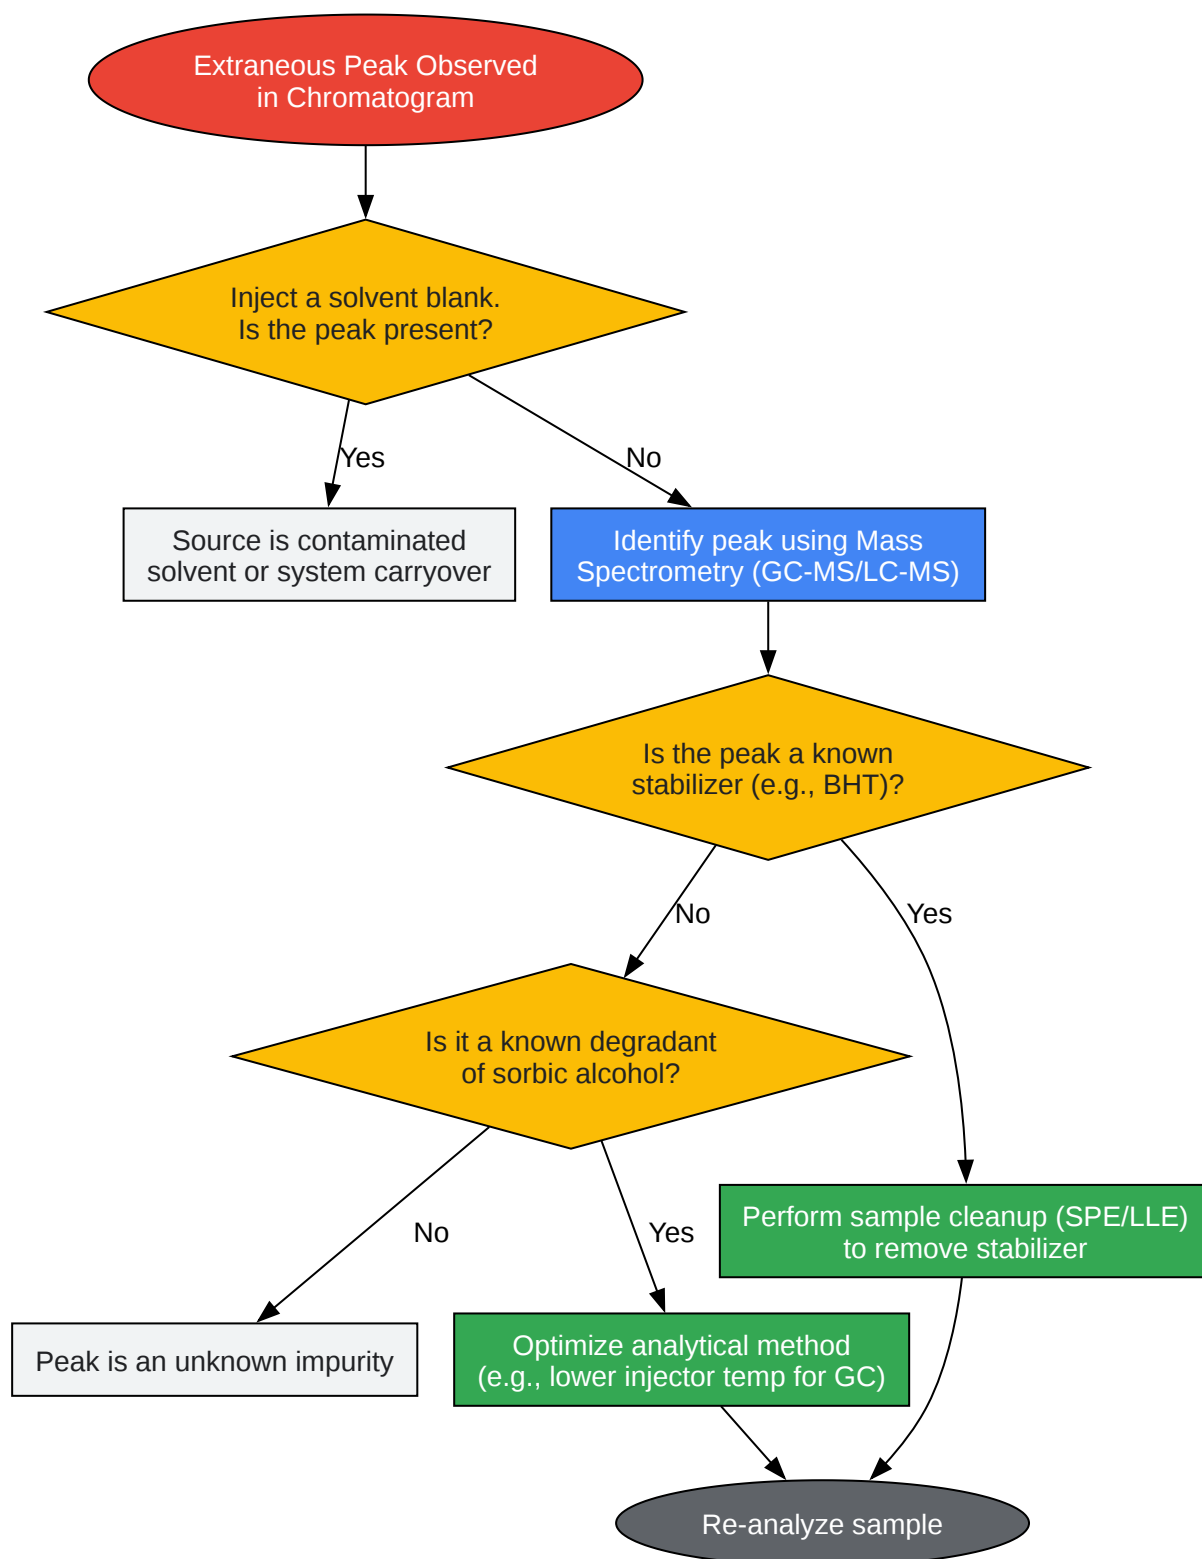 Extraneous Peak Observed
in Chromatogram
Inject a solvent blank.
Is the peak present?
Yes
No
Source is contaminated
solvent or system carryover
Identify peak using Mass
Spectrometry (GC-MS/LC-MS)
Is the peak a known
stabilizer (e.g., BHT)?
No
Yes
Is it a known degradant
of sorbic alcohol?
No
Yes
Perform sample cleanup (SPE/LLE)
to remove stabilizer
Peak is an unknown impurity
Optimize analytical method
(e.g., lower injector temp for GC)
Re-analyze sample